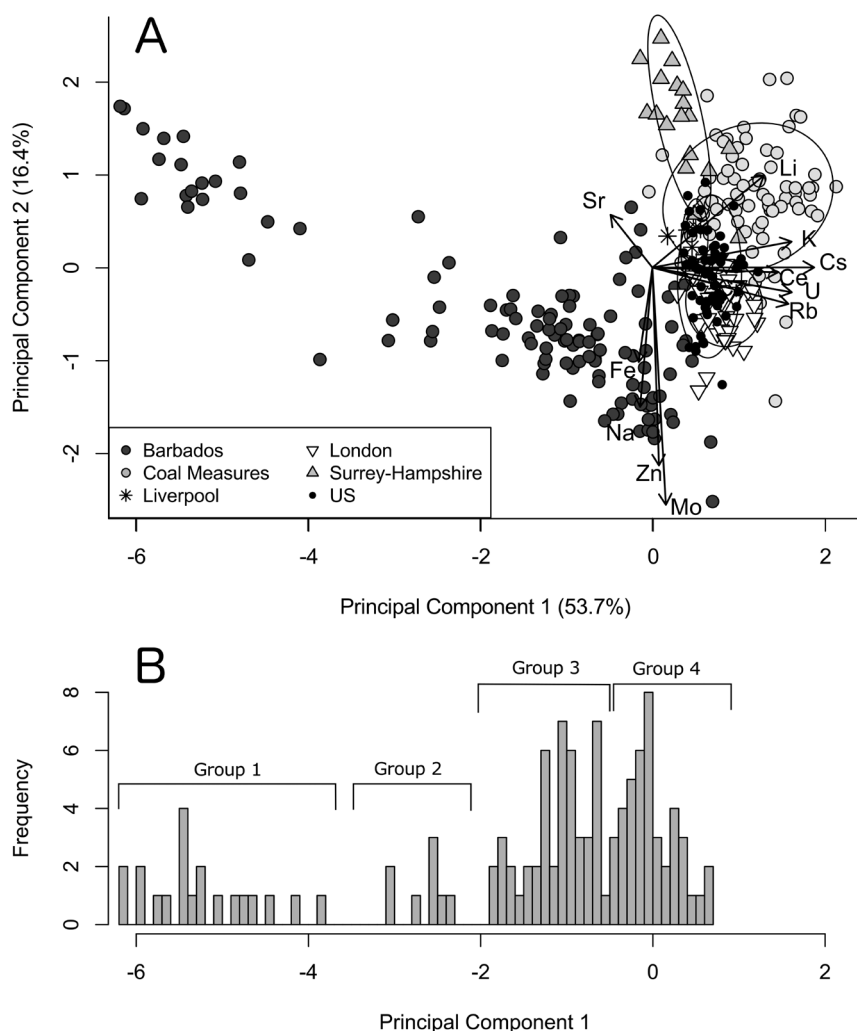 A
Principal Component 2 (16.4%)
2
1
0
-1
-2
Sr
Li
K
Cs
Ce
U
Rb
Fe
Na
Zn
Mo
Barbados
Coal Measures
Liverpool
London
Surrey-Hampshire
US
-6 -4 -2 0 2
Principal Component 1 (53.7%)
B
Group 1
Group 2
Group 3
Group 4
Frequency
8
6
4
2
0
-6 -4 -2 0 2
Principal Component 1